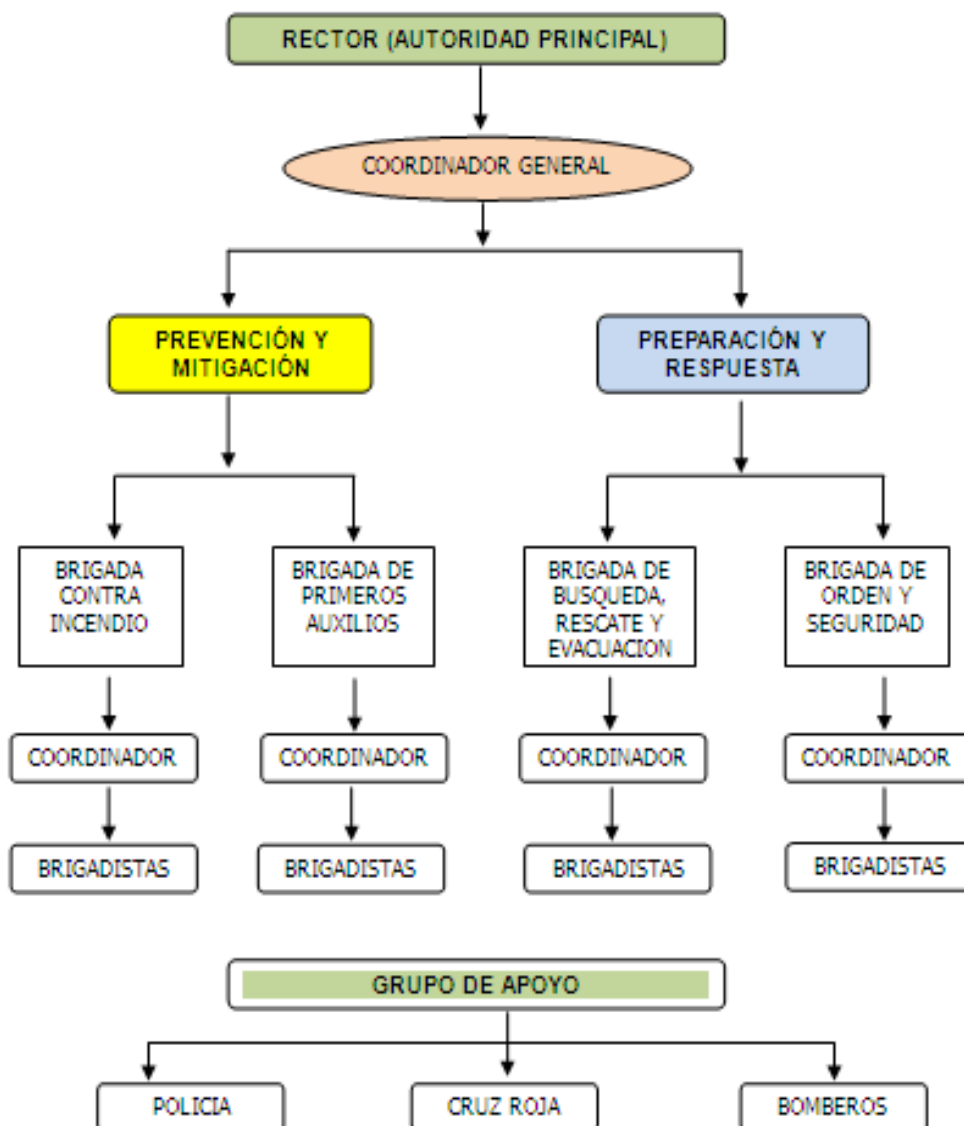 RECTOR (AUTORIDAD PRINCIPAL)
COORDINADOR GENERAL
PREVENCIÓN Y
MITIGACIÓN
PREPARACIÓN Y
RESPUESTA
BRIGADA
CONTRA
INCENDIO
BRIGADA DE
PRIMEROS
AUXILIOS
BRIGADA DE
BUSQUEDA,
RESCATE Y
EVACUACION
BRIGADA DE
ORDEN Y
SEGURIDAD
COORDINADOR
COORDINADOR
COORDINADOR
COORDINADOR
BRIGADISTAS
BRIGADISTAS
BRIGADISTAS
BRIGADISTAS
GRUPO DE APOYO
POLICIA
CRUZ ROJA
BOMBEROS